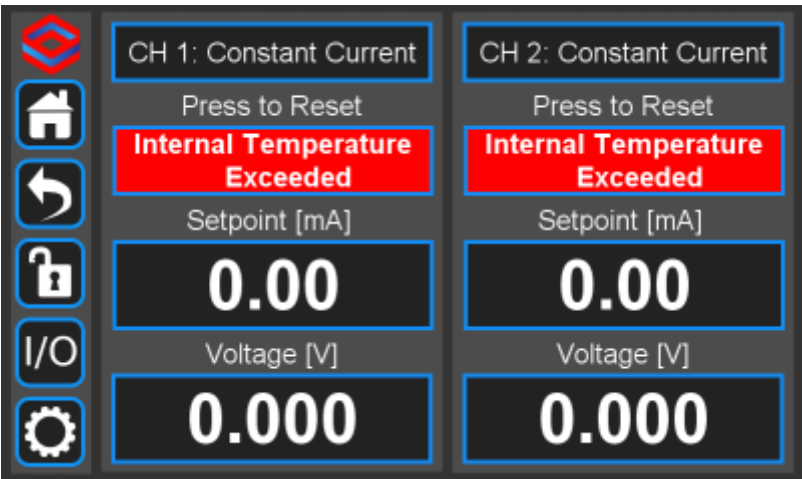 CH 1: Constant Current
Press to Reset
Internal Temperature
Exceeded
Setpoint [mA]
0.00
Voltage [V]
0.000
CH 2: Constant Current
Press to Reset
Internal Temperature
Exceeded
Setpoint [mA]
0.00
Voltage [V]
0.000
I/O